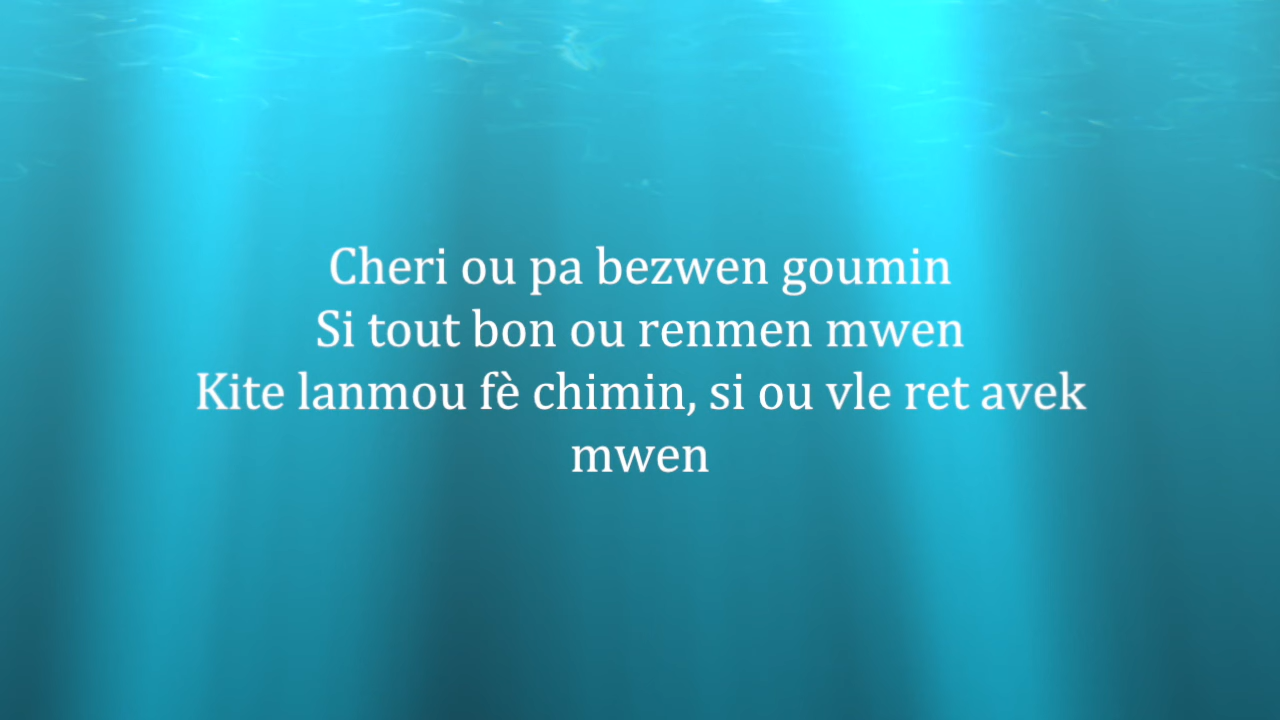 Cheri ou pa bezwen goumin
Si tout bon ou renmen mwen
Kite lanmou fè chimin, si ou vle ret avek
mwen